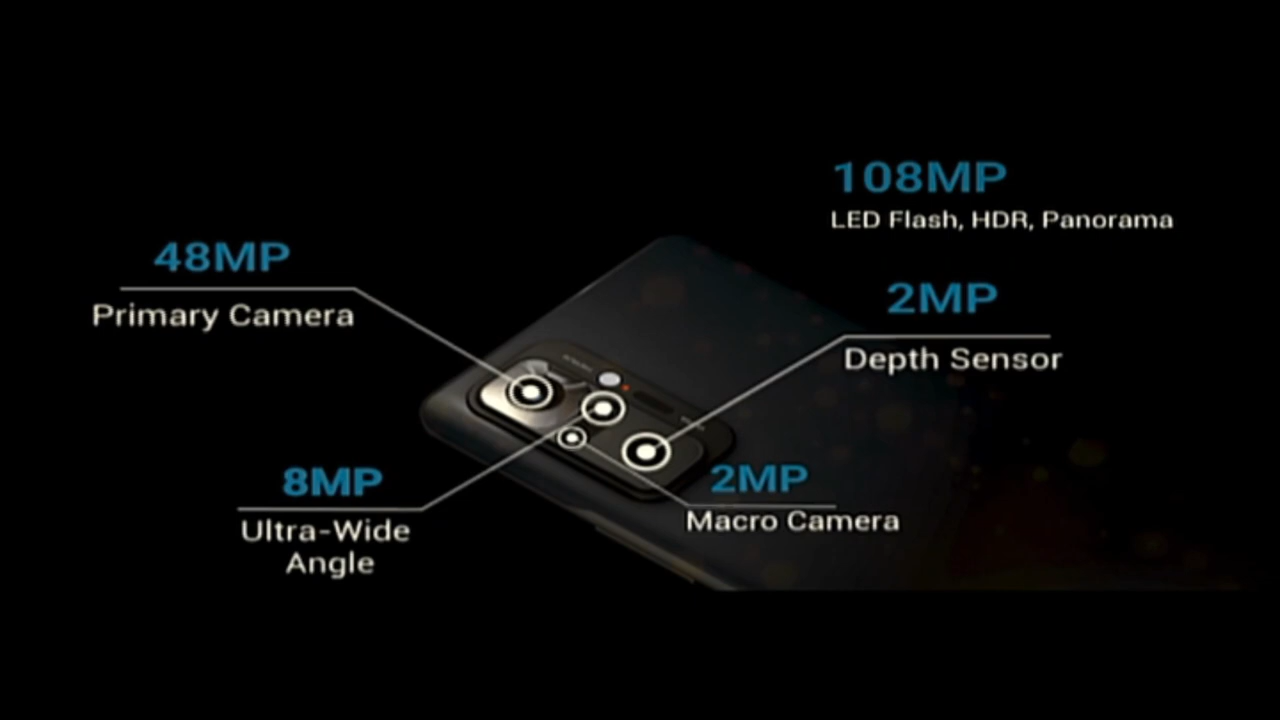 108MP
LED Flash, HDR, Panorama
48MP
Primary Camera
2MP
Depth Sensor
8MP
Ultra-Wide
Angle
2MP
Macro Camera